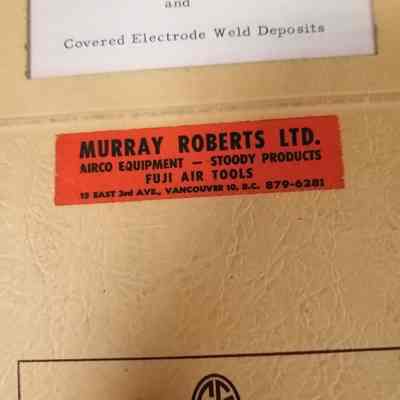 and
Covered Electrode Weld Deposits
MURRAY ROBERTS LTD.
AIRCO EQUIPMENT — STOODY PRODUCTS
FUJI AIR TOOLS
15 EAST 3rd AVE., VANCOUVER 10, B.C. 879-6281